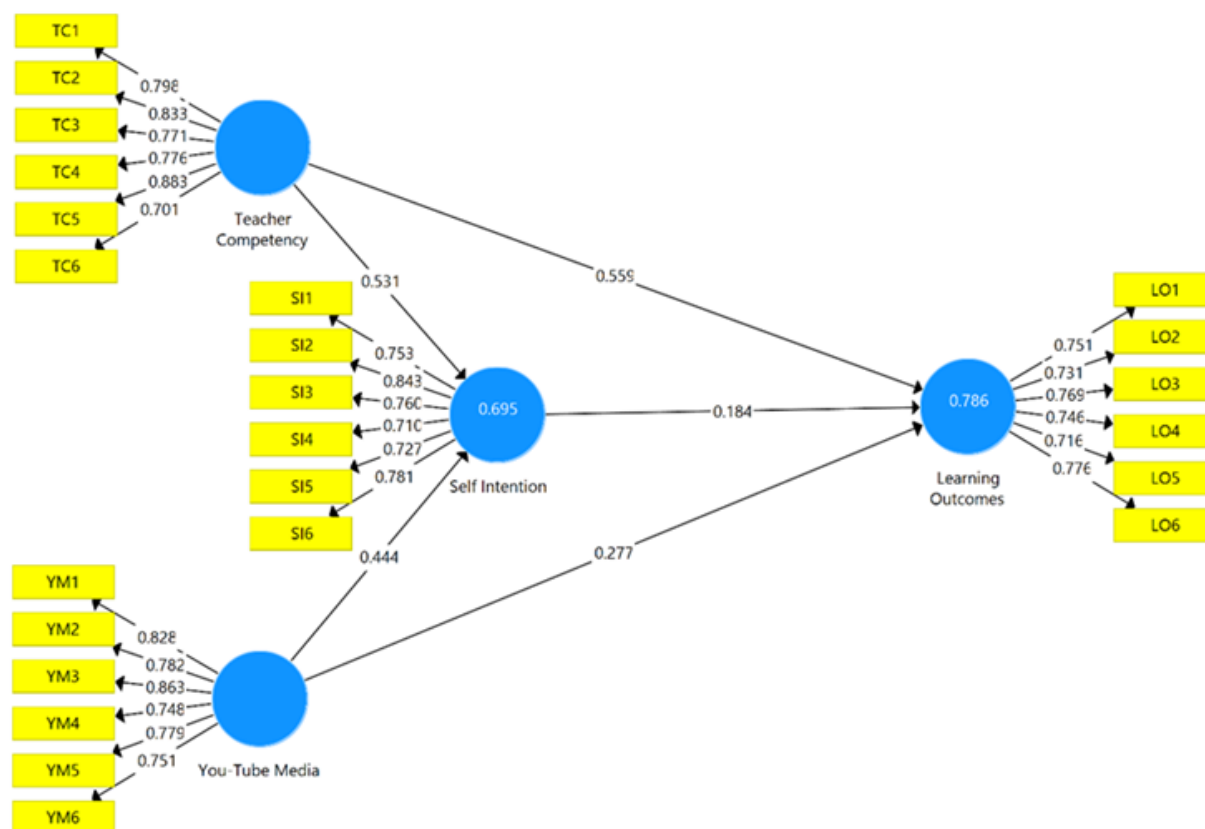 TC1
TC2
TC3
TC4
TC5
TC6
0.798
0.833
0.771
0.776
0.883
0.701
Teacher
Competency
0.531
0.559
SI1
SI2
SI3
SI4
SI5
SI6
0.753
0.843
0.760
0.710
0.727
0.781
0.695
Self Intention
0.184
0.444
0.277
YM1
YM2
YM3
YM4
YM5
YM6
0.828
0.782
0.863
0.748
0.779
0.751
You-Tube Media
0.786
Learning
Outcomes
0.751
0.731
0.769
0.746
0.716
0.776
LO1
LO2
LO3
LO4
LO5
LO6